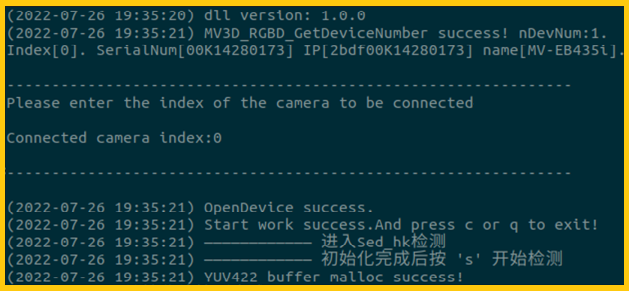 (2022-07-26 19:35:20) dll version: 1.0.0
(2022-07-26 19:35:21) MV3D_RGBD_GetDeviceNumber success! nDevNum:1.
Index[0]. SerialNum[00K14280173] IP[2bdf00K14280173] name[MV-EB435i].
---------------------------------------------------------------
Please enter the index of the camera to be connected
Connected camera index:0
---------------------------------------------------------------
(2022-07-26 19:35:21) OpenDevice success.
(2022-07-26 19:35:21) Start work success.And press c or q to exit!
(2022-07-26 19:35:21) ———————————— 进入Sed_hk检测
(2022-07-26 19:35:21) ———————————— 初始化完成后按 's' 开始检测
(2022-07-26 19:35:21) YUV422 buffer malloc success!